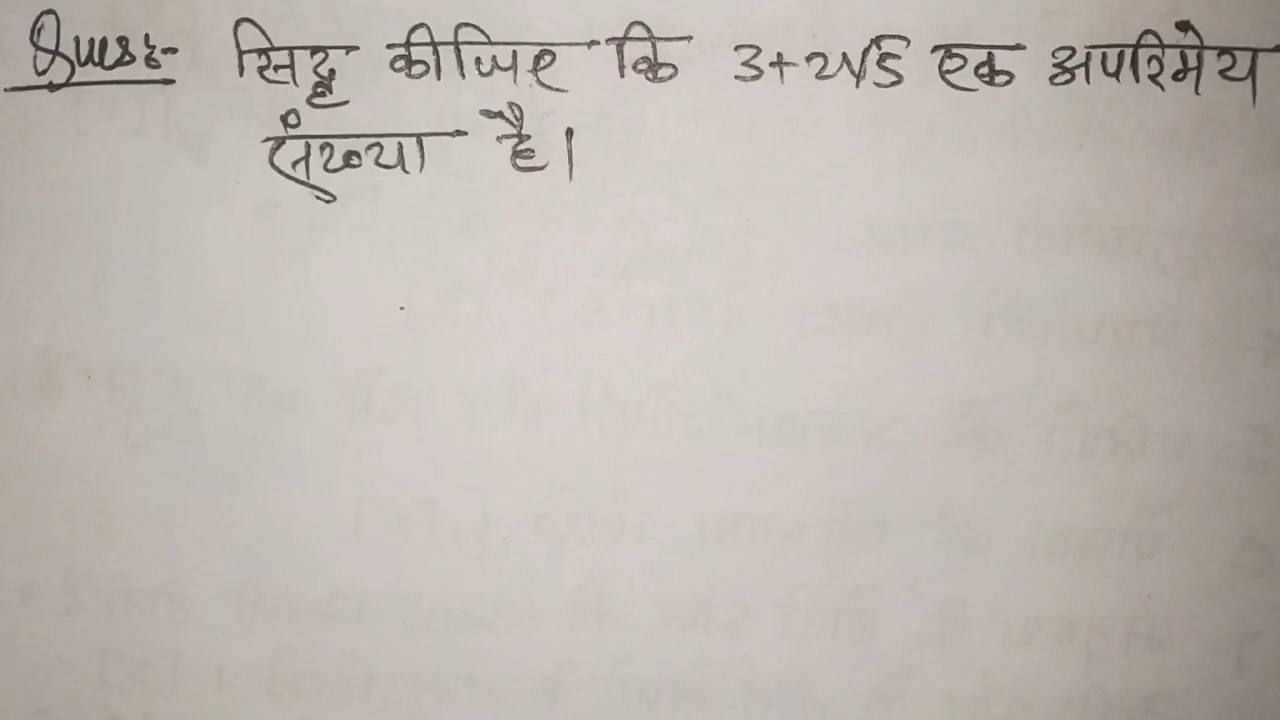 Ques:- सिद्ध कीजिए कि 3+2√5 एक अपरिमेय
संख्या है।